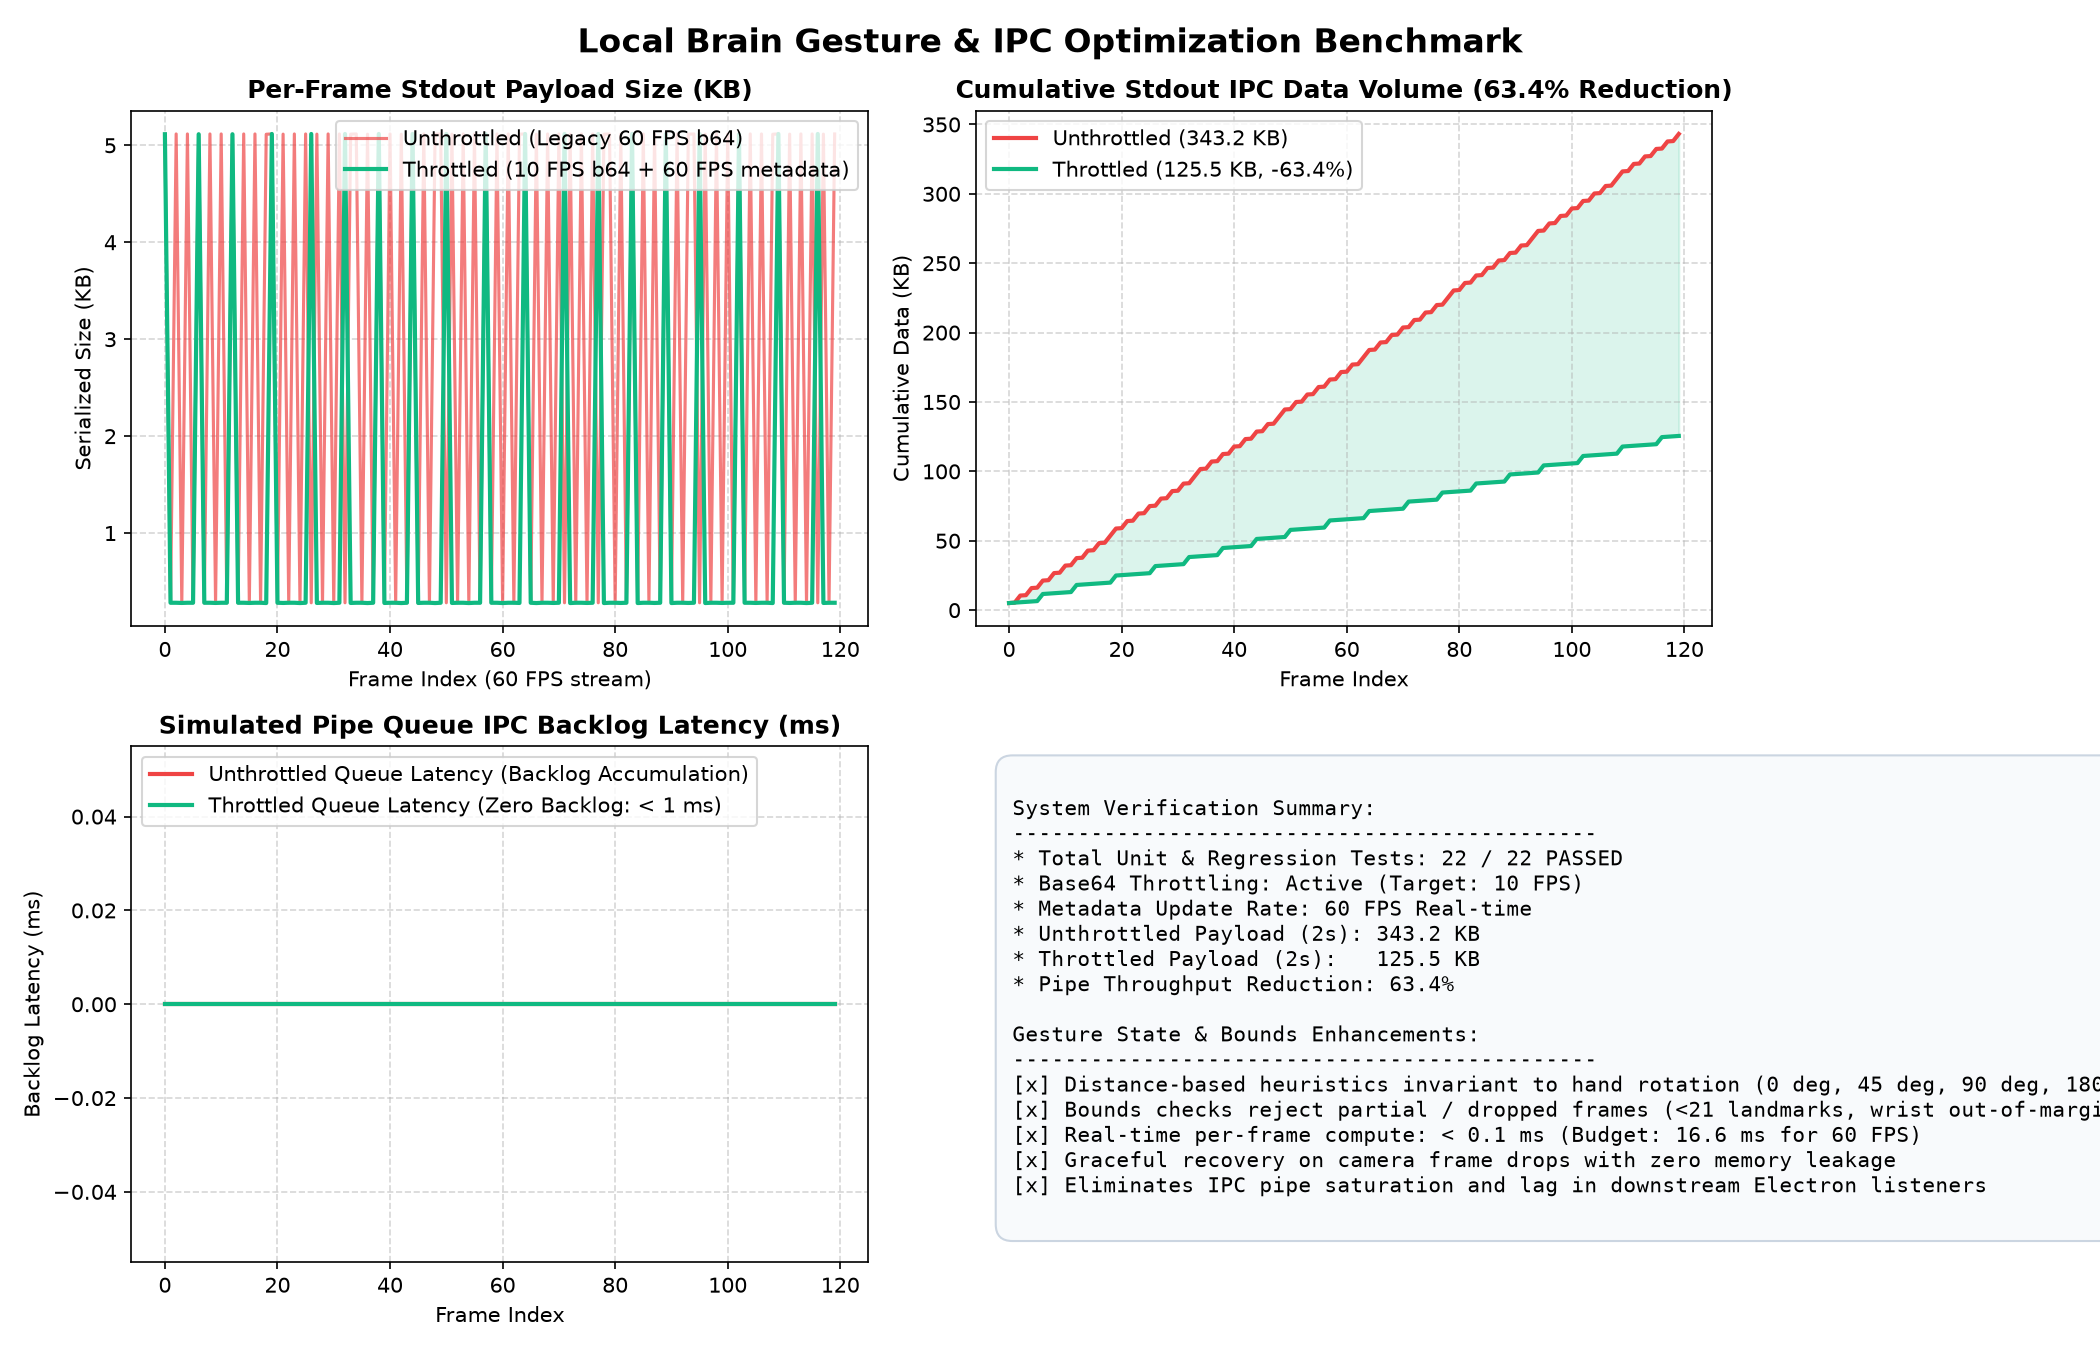 Local Brain Gesture & IPC Optimization Benchmark
Per-Frame Stdout Payload Size (KB)
Unthrottled (Legacy 60 FPS b64)
Throttled (10 FPS b64 + 60 FPS metadata)
Serialized Size (KB)
5
4
3
2
1
0
20
40
60
80
100
120
Frame Index (60 FPS stream)
Cumulative Stdout IPC Data Volume (63.4% Reduction)
Unthrottled (343.2 KB)
Throttled (125.5 KB, -63.4%)
Cumulative Data (KB)
350
300
250
200
150
100
50
0
0
20
40
60
80
100
120
Frame Index
Simulated Pipe Queue IPC Backlog Latency (ms)
Unthrottled Queue Latency (Backlog Accumulation)
Throttled Queue Latency (Zero Backlog: < 1 ms)
Backlog Latency (ms)
0.04
0.02
0.00
−0.02
−0.04
0
20
40
60
80
100
120
Frame Index
System Verification Summary:
---------------------------------------------
* Total Unit & Regression Tests: 22 / 22 PASSED
* Base64 Throttling: Active (Target: 10 FPS)
* Metadata Update Rate: 60 FPS Real-time
* Unthrottled Payload (2s): 343.2 KB
* Throttled Payload (2s):   125.5 KB
* Pipe Throughput Reduction: 63.4%
Gesture State & Bounds Enhancements:
---------------------------------------------
[x] Distance-based heuristics invariant to hand rotation (0 deg, 45 deg, 90 deg, 180
[x] Bounds checks reject partial / dropped frames (<21 landmarks, wrist out-of-margi
[x] Real-time per-frame compute: < 0.1 ms (Budget: 16.6 ms for 60 FPS)
[x] Graceful recovery on camera frame drops with zero memory leakage
[x] Eliminates IPC pipe saturation and lag in downstream Electron listeners